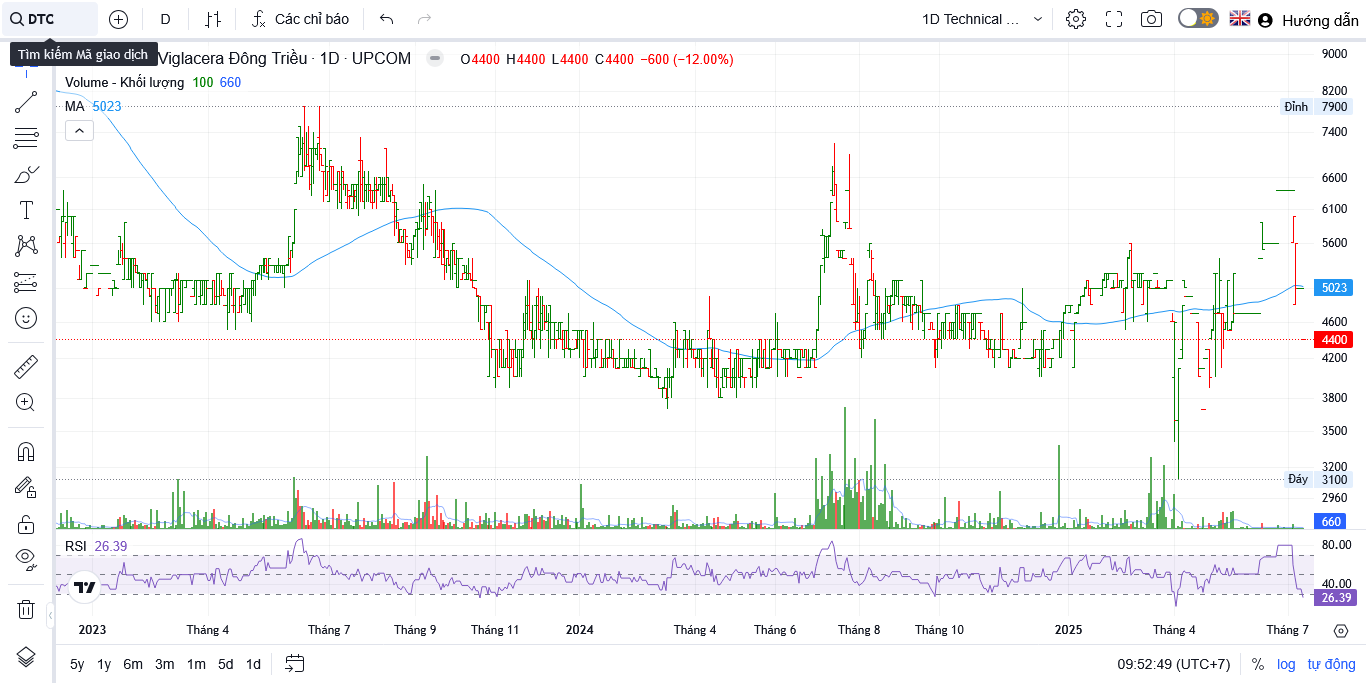 DTC D Các chỉ báo 1D Technical ... Hướng dẫn
Tìm kiếm Mã giao dịch
Viglacera Đông Triều · 1D · UPCOM O4400 H4400 L4400 C4400 −600 (−12.00%)
Volume - Khối lượng 100 660
MA 5023
9000
8200
Đỉnh 7900
7400
6600
6100
5600
5023
4600
4400
4200
3800
3500
3200
Đáy 3100
2960
660
RSI 26.39
80.00
40.00
26.39
2023 Tháng 4 Tháng 7 Tháng 9 Tháng 11 2024 Tháng 4 Tháng 6 Tháng 8 Tháng 10 2025 Tháng 4 Tháng 7
5y 1y 6m 3m 1m 5d 1d 09:52:49 (UTC+7) % log tự động